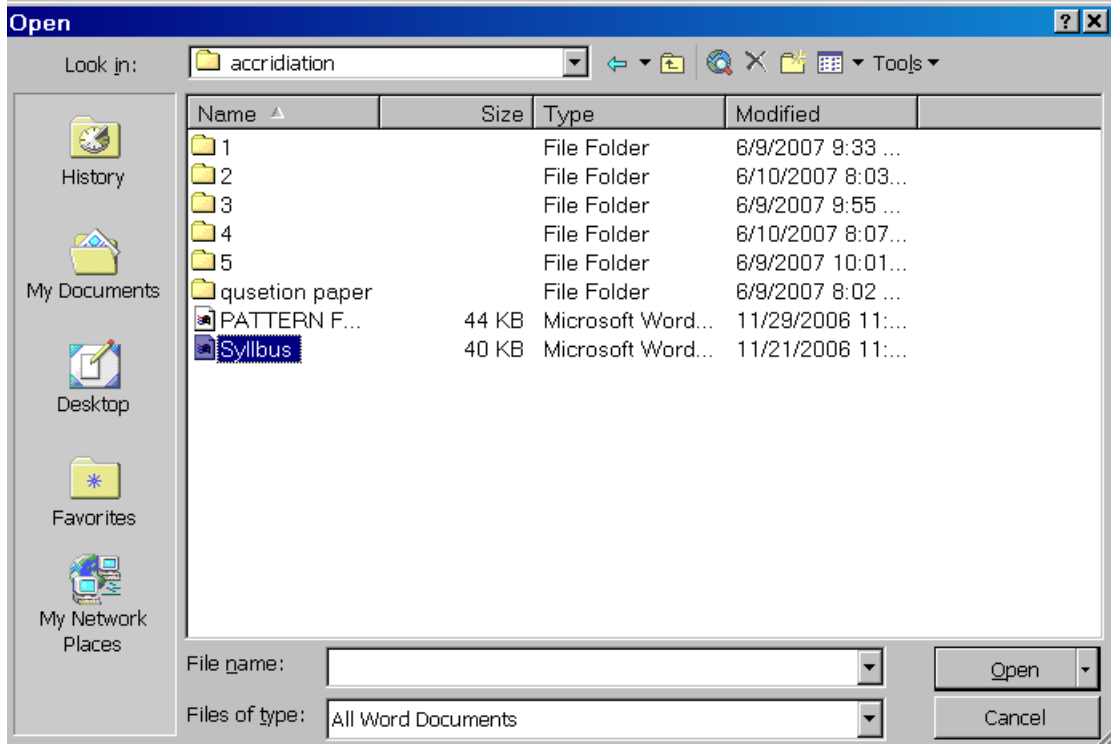 Open
Look in: accridiation Tools
Name Size Type Modified
1 File Folder 6/9/2007 9:33 ...
2 File Folder 6/10/2007 8:03...
3 File Folder 6/9/2007 9:55 ...
4 File Folder 6/10/2007 8:07...
5 File Folder 6/9/2007 10:01...
qusetion paper File Folder 6/9/2007 8:02 ...
PATTERN F... 44 KB Microsoft Word... 11/29/2006 11:...
Syllbus 40 KB Microsoft Word... 11/21/2006 11:...
History
My Documents
Desktop
Favorites
My Network
Places
File name: Open
Files of type: All Word Documents Cancel